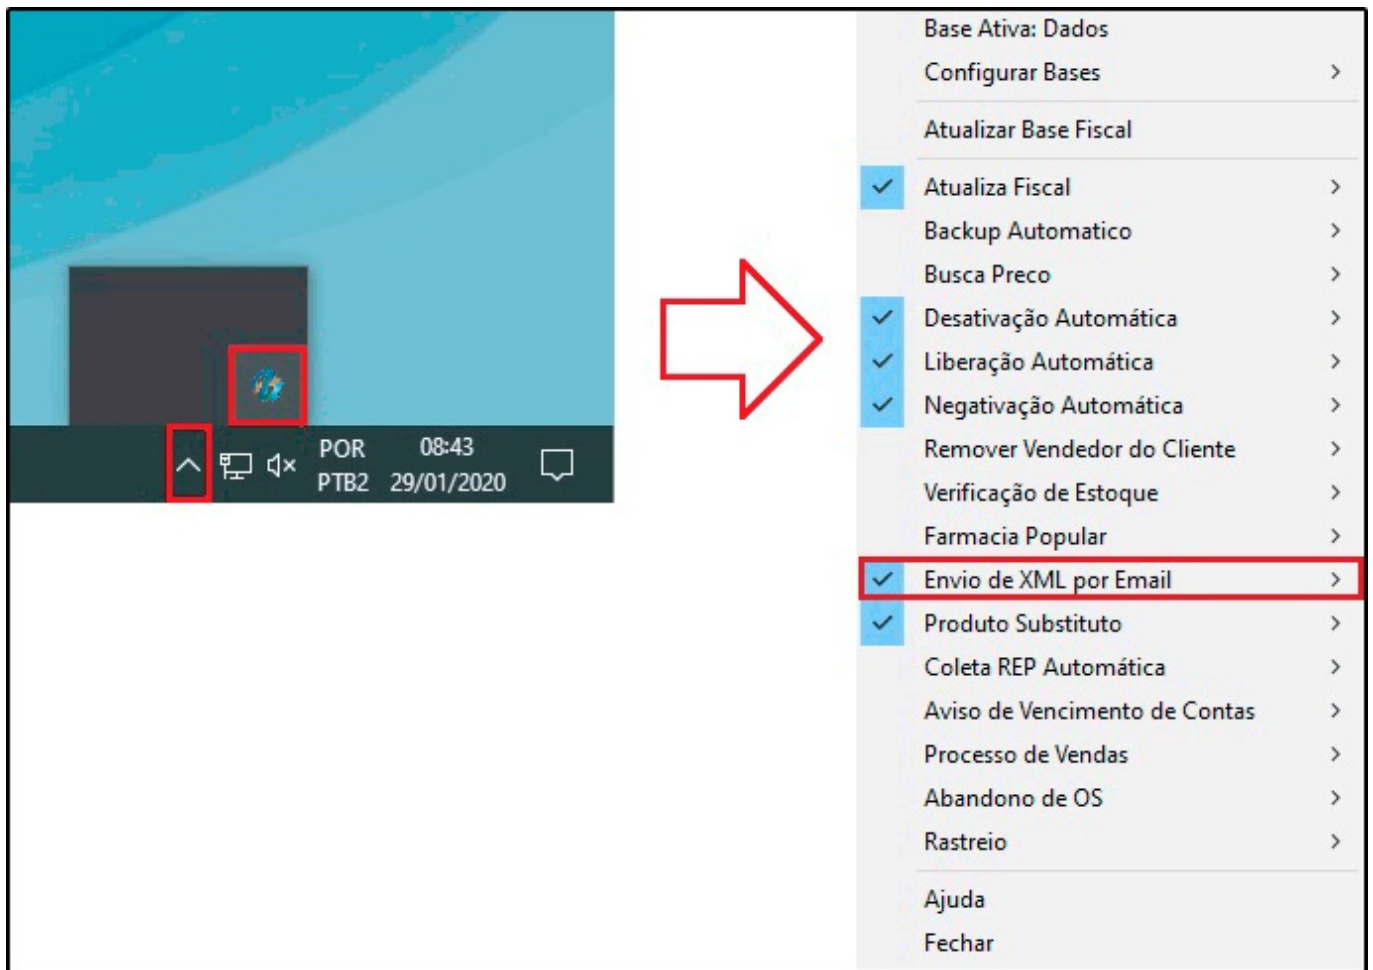 POR
08:43
PTB2
29/01/2020
Base Ativa: Dados
Configurar Bases
Atualizar Base Fiscal
Atualiza Fiscal
Backup Automatico
Busca Preco
Desativação Automática
Liberação Automática
Negativação Automática
Remover Vendedor do Cliente
Verificação de Estoque
Farmacia Popular
Envio de XML por Email
Produto Substituto
Coleta REP Automática
Aviso de Vencimento de Contas
Processo de Vendas
Abandono de OS
Rastreio
Ajuda
Fechar